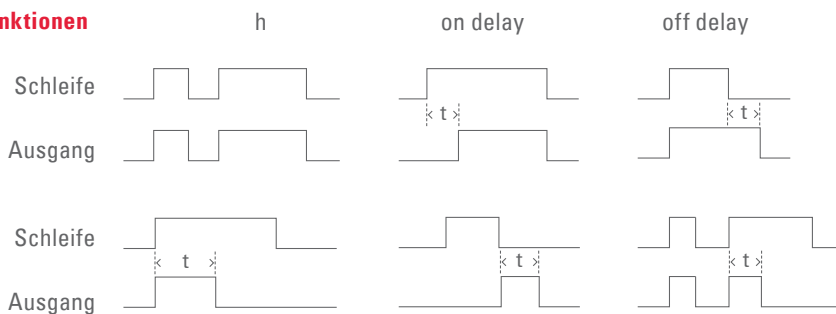 nktionen h on delay off delay
Schleife
t t
Ausgang
Schleife
t t t
Ausgang